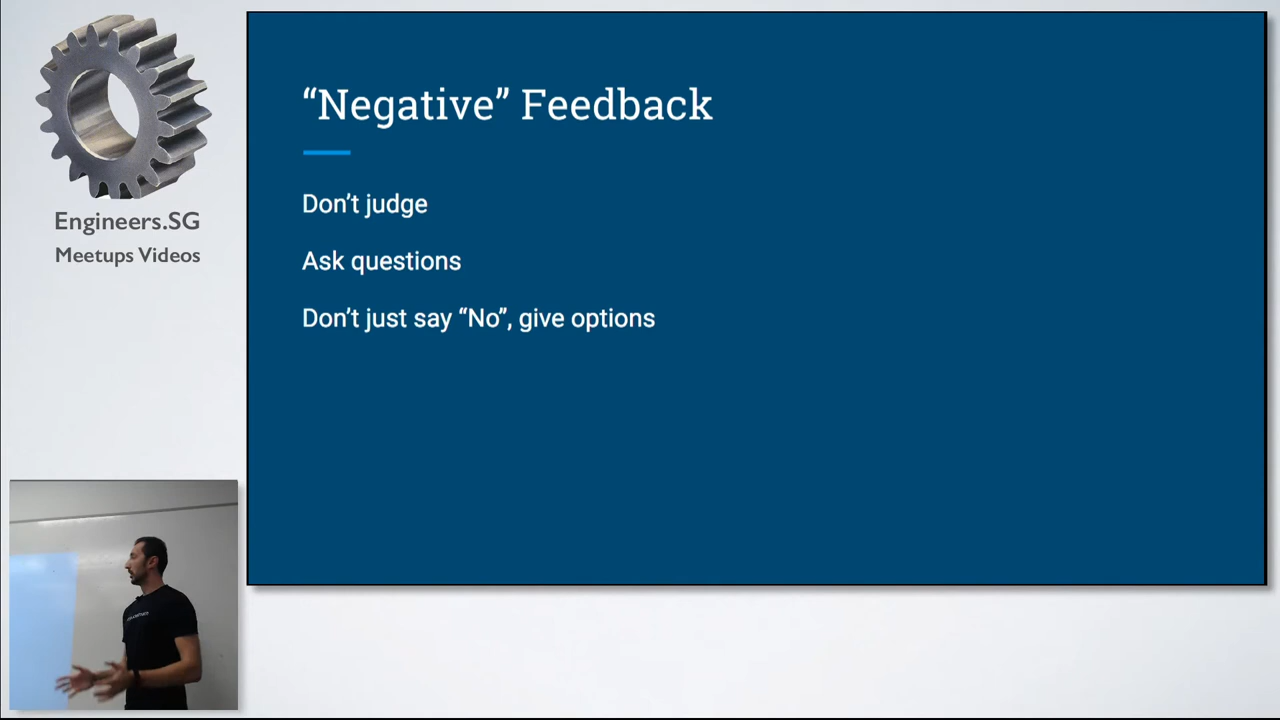 Engineers.SG
Meetups Videos
“Negative” Feedback
Don’t judge
Ask questions
Don’t just say “No”, give options